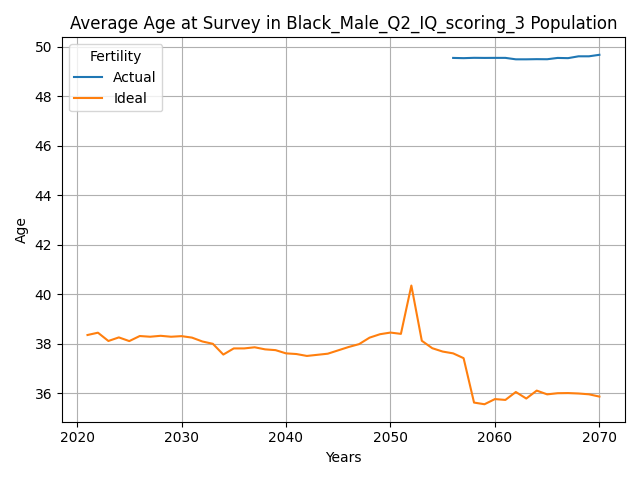 Average Age at Survey in Black_Male_Q2_IQ_scoring_3 Population
50
48
46
44
42
40
38
36
Age
Fertility
Actual
Ideal
2020
2030
2040
2050
2060
2070
Years